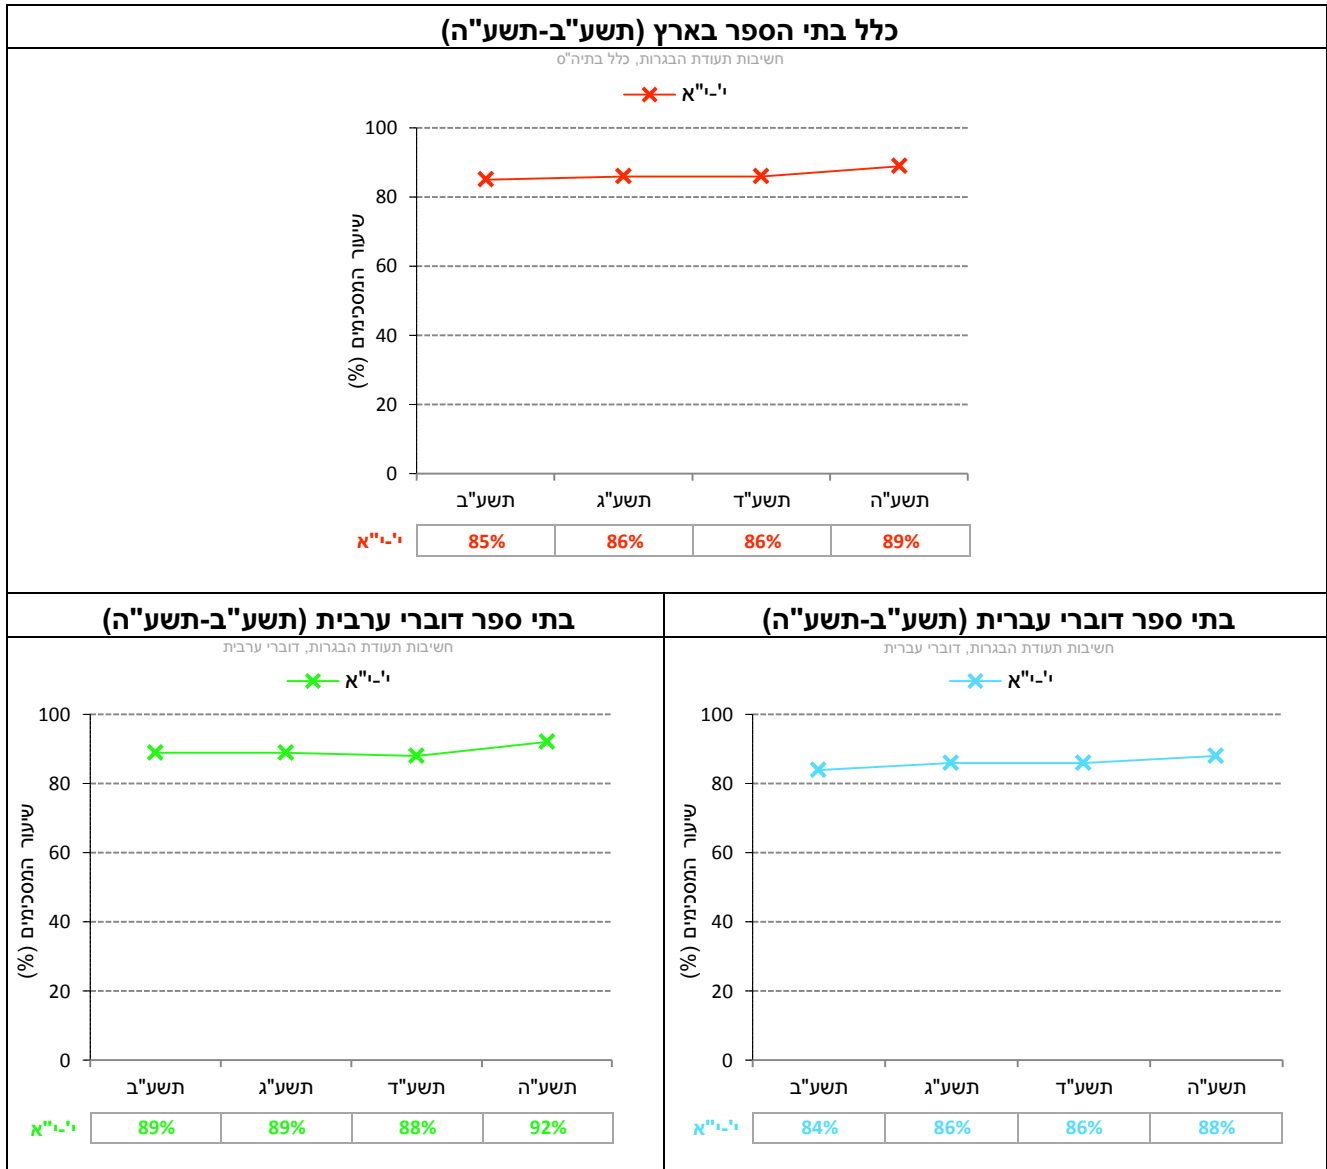 כלל בתי הספר בארץ (תשע"ב-תשע"ה)
חשיבות תעודת הבגרות, כלל בתיה"ס
י'-י"א
100
80
60
40
20
0
שיעור המסכימים (%)
תשע"ב תשע"ג תשע"ד תשע"ה
י'-י"א 85% 86% 86% 89%
בתי ספר דוברי עברית (תשע"ב-תשע"ה)
חשיבות תעודת הבגרות, דוברי עברית
י'-י"א
100
80
60
40
20
0
שיעור המסכימים (%)
תשע"ב תשע"ג תשע"ד תשע"ה
י'-י"א 84% 86% 86% 88%
בתי ספר דוברי ערבית (תשע"ב-תשע"ה)
חשיבות תעודת הבגרות, דוברי ערבית
י'-י"א
100
80
60
40
20
0
שיעור המסכימים (%)
תשע"ב תשע"ג תשע"ד תשע"ה
י'-י"א 89% 89% 88% 92%